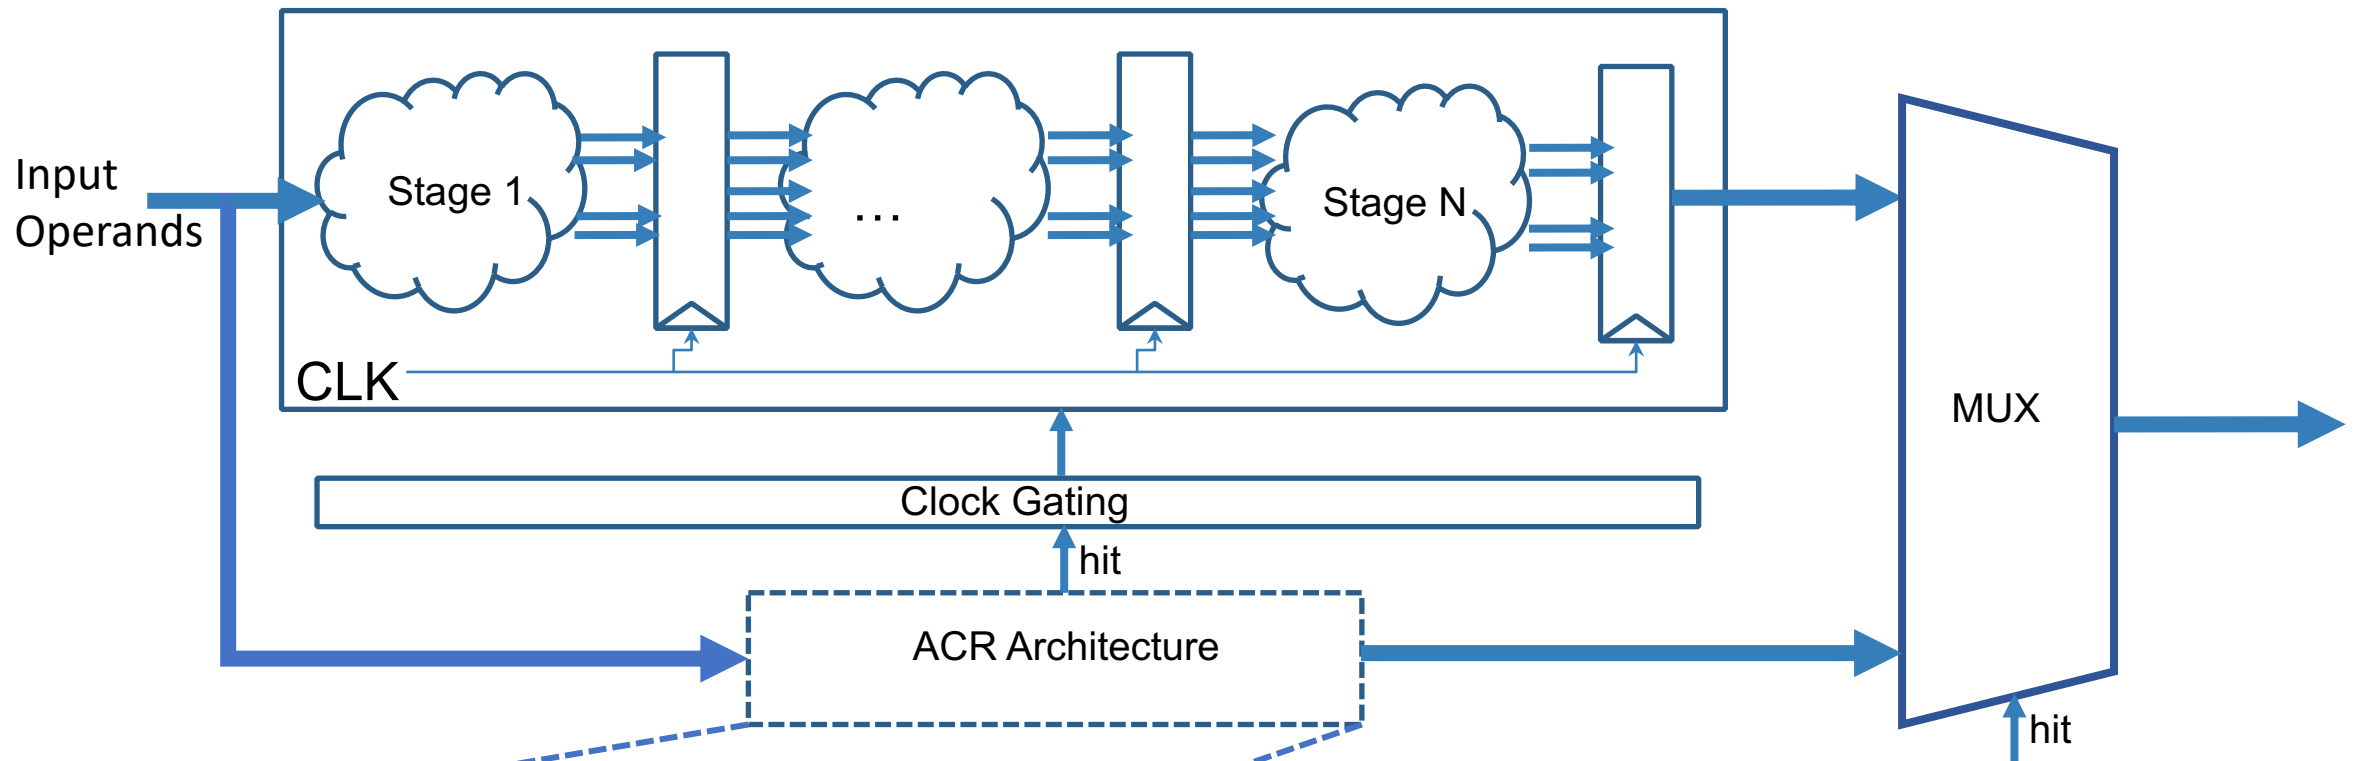 Input
Operands
Stage 1
...
Stage N
CLK
MUX
Clock Gating
hit
ACR Architecture
hit